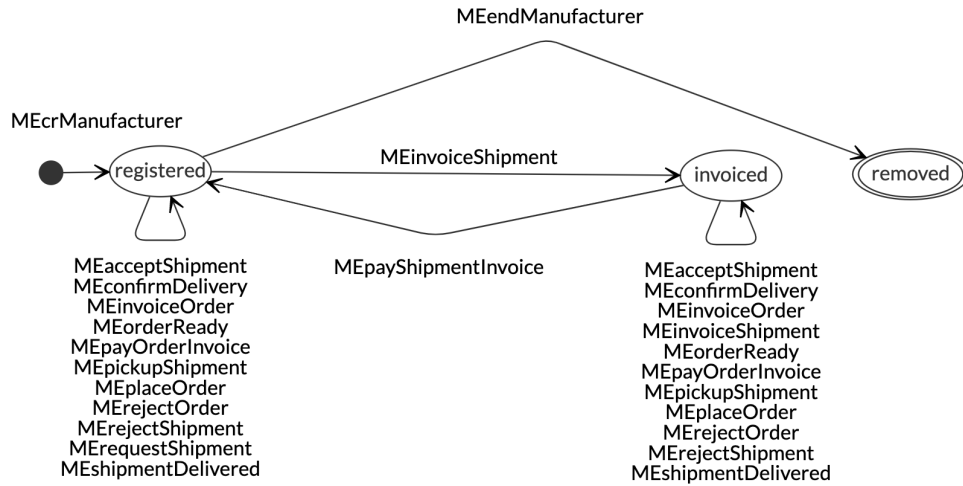 MEendManufacturer
MEcrManufacturer
registered
MEinvoiceShipment
invoiced
removed
MEpayShipmentInvoice
MEacceptShipment
MEconfirmDelivery
MEinvoiceOrder
MEorderReady
MEpayOrderInvoice
MEpickupShipment
MEplaceOrder
MErejectOrder
MErejectShipment
MErequestShipment
MEshipmentDelivered
MEacceptShipment
MEconfirmDelivery
MEinvoiceOrder
MEinvoiceShipment
MEorderReady
MEpayOrderInvoice
MEpickupShipment
MEplaceOrder
MErejectOrder
MErejectShipment
MEshipmentDelivered